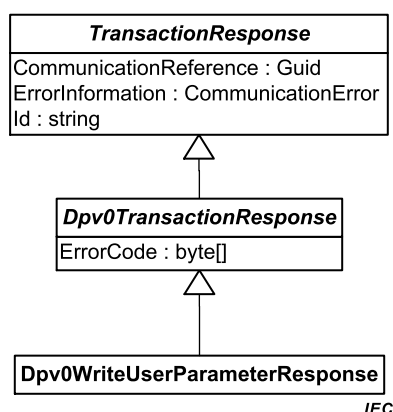 TransactionResponse
CommunicationReference : Guid
ErrorInformation : CommunicationError
Id : string
Dpv0TransactionResponse
ErrorCode : byte[]
Dpv0WriteUserParameterResponse
IEC